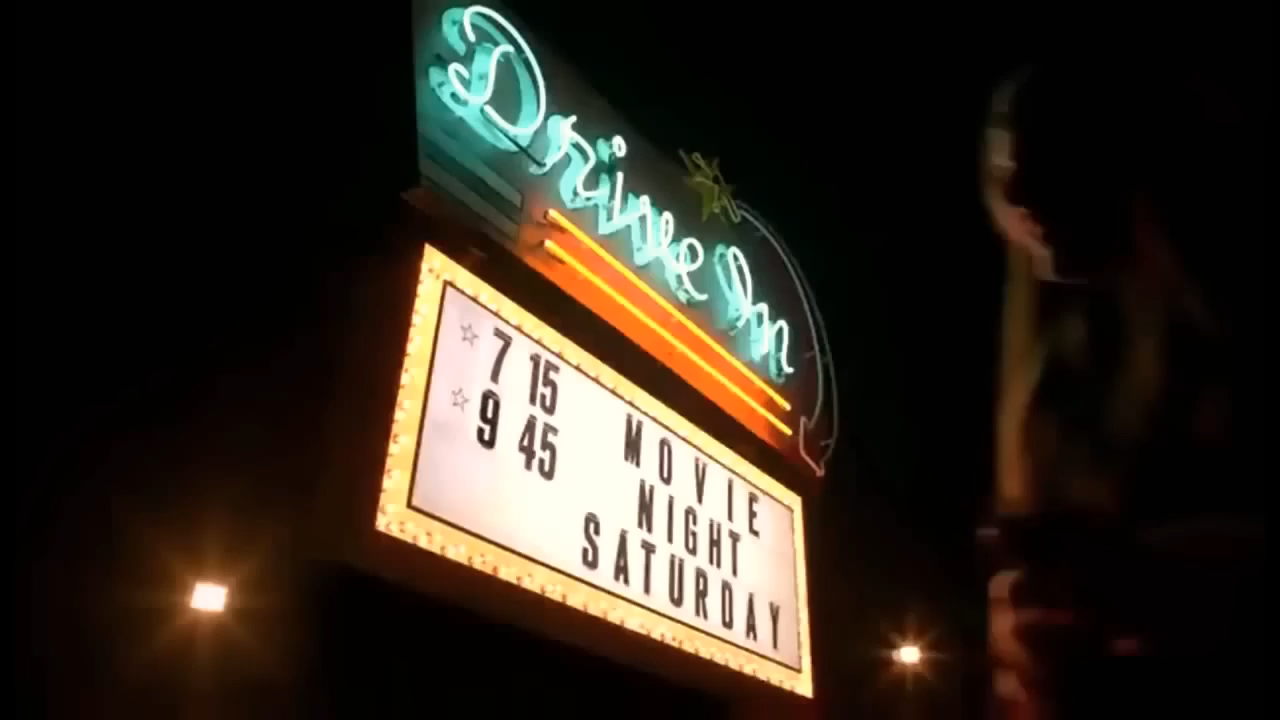 Drive In
☆ 7 15
☆ 9 45
MOVIE
NIGHT
SATURDAY